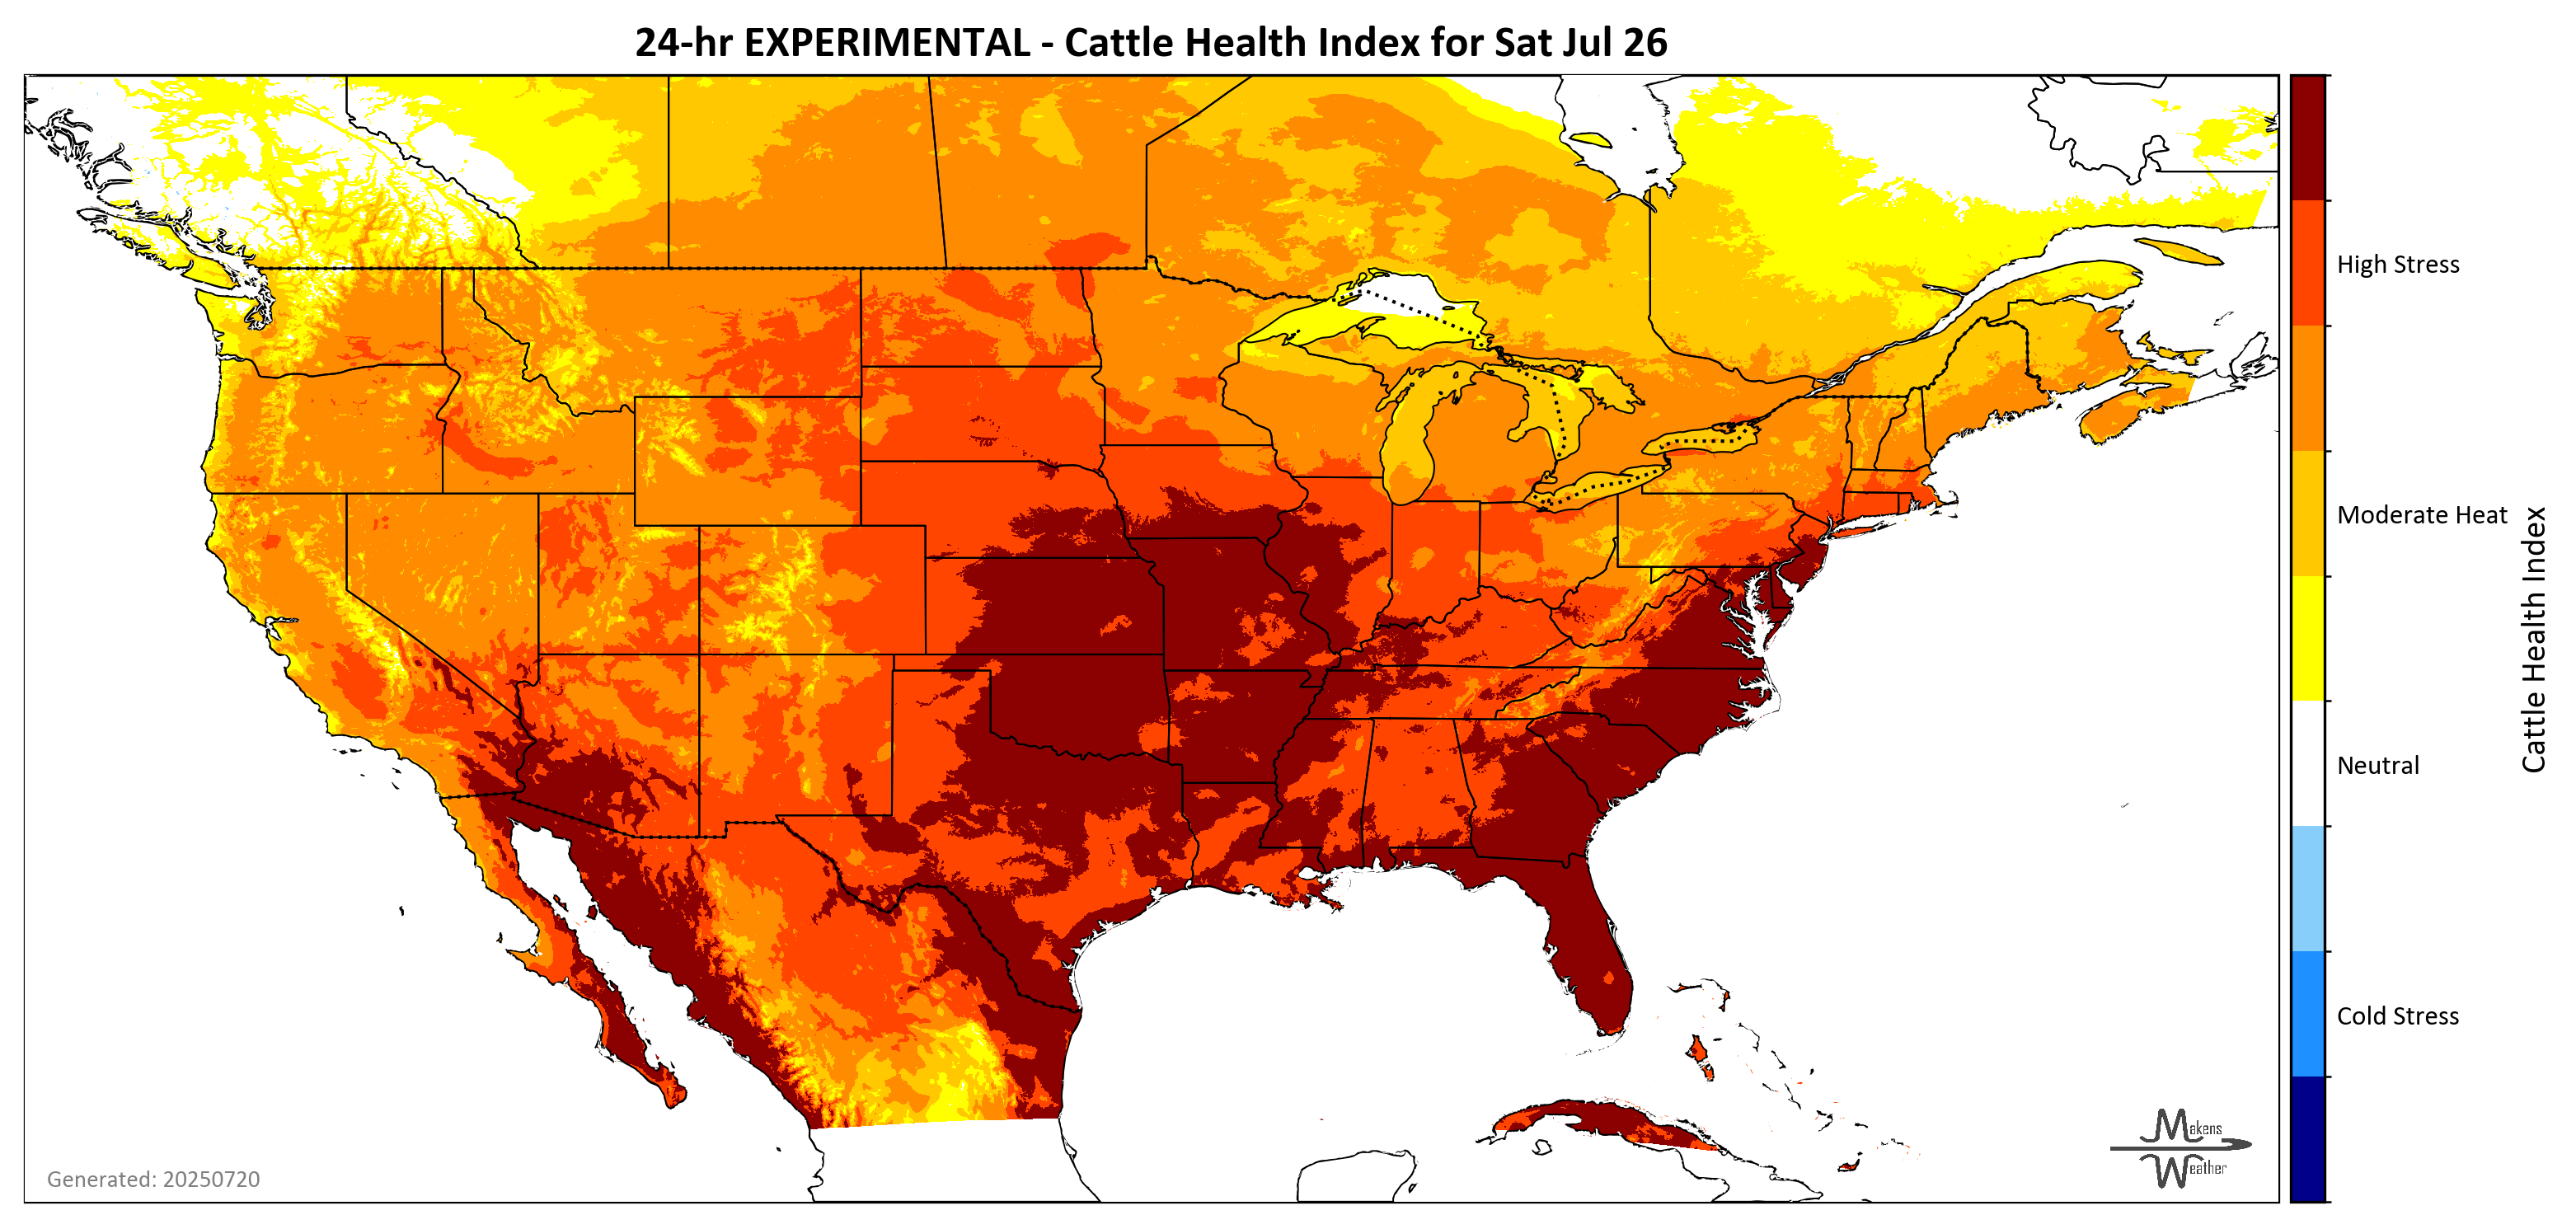 24-hr EXPERIMENTAL - Cattle Health Index for Sat Jul 26
High Stress
Moderate Heat
Neutral
Cold Stress
Cattle Health Index
Generated: 20250720
Makens
Weather